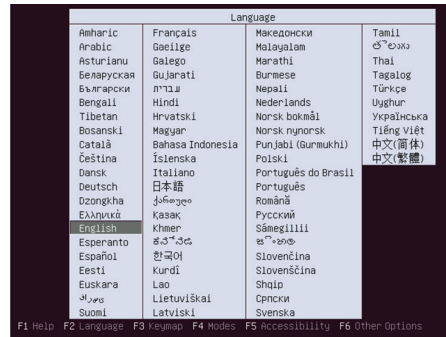 Language
Amharic
Arabic
Asturianu
Беларуская
Български
Bengali
Tibetan
Bosanski
Català
Čeština
Dansk
Deutsch
Dzongkha
Ελληνικά
English
Esperanto
Español
Eesti
Euskara
Suomi
Français
Gaeilge
Galego
Gujarati
עברית
Hindi
Hrvatski
Magyar
Bahasa Indonesia
Íslenska
Italiano
日本語
ქართული
Қазақ
Khmer
ಕನ್ನಡ
한국어
Kurdî
Lao
Lietuviškai
Latviski
Македонски
Malayalam
Marathi
Burmese
Nepali
Nederlands
Norsk bokmål
Norsk nynorsk
Punjabi (Gurmukhi)
Polski
Português do Brasil
Português
Română
Русский
Sámegillii
සිංහල
Slovenčina
Slovenščina
Shqip
Српски
Svenska
Tamil
తెలుగు
Thai
Tagalog
Türkçe
Uyghur
Українська
Tiếng Việt
中文(简体)
中文(繁體)
F1 Help F2 Language F3 Keymap F4 Modes F5 Accessibility F6 Other Options